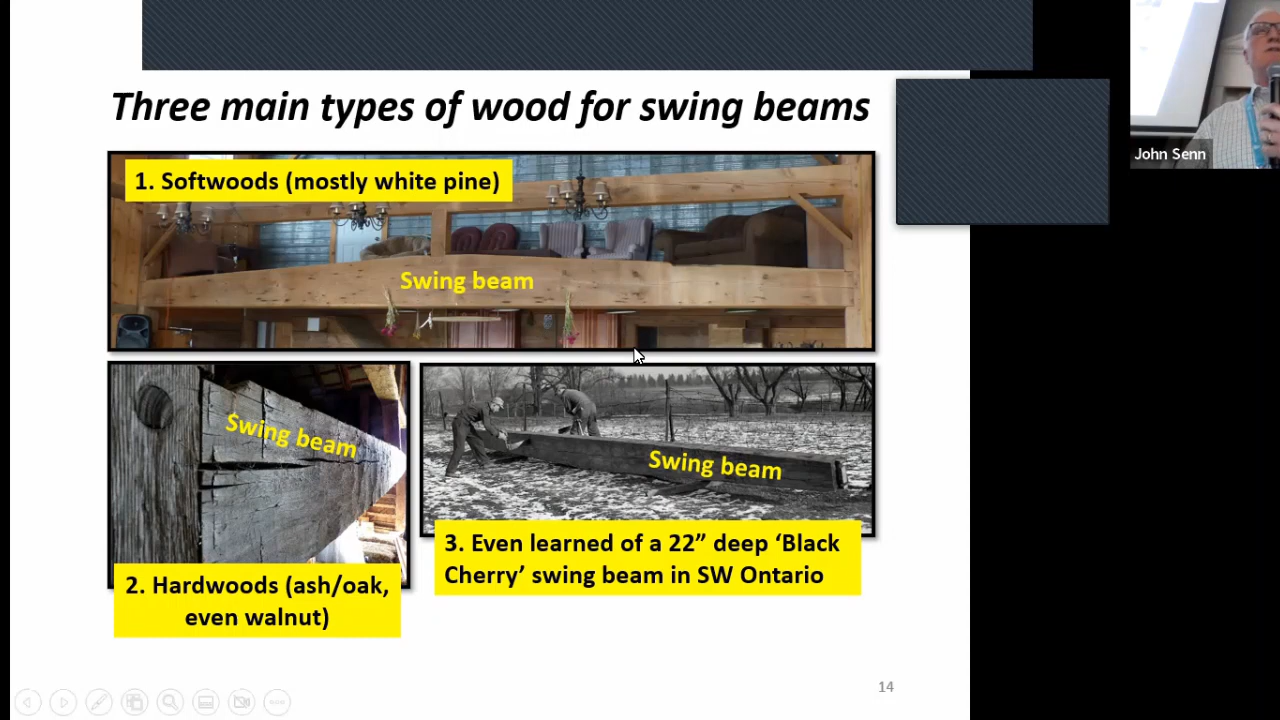 Three main types of wood for swing beams
1. Softwoods (mostly white pine)
Swing beam
Swing beam
Swing beam
2. Hardwoods (ash/oak,
even walnut)
3. Even learned of a 22” deep ‘Black
Cherry’ swing beam in SW Ontario
John Senn
14